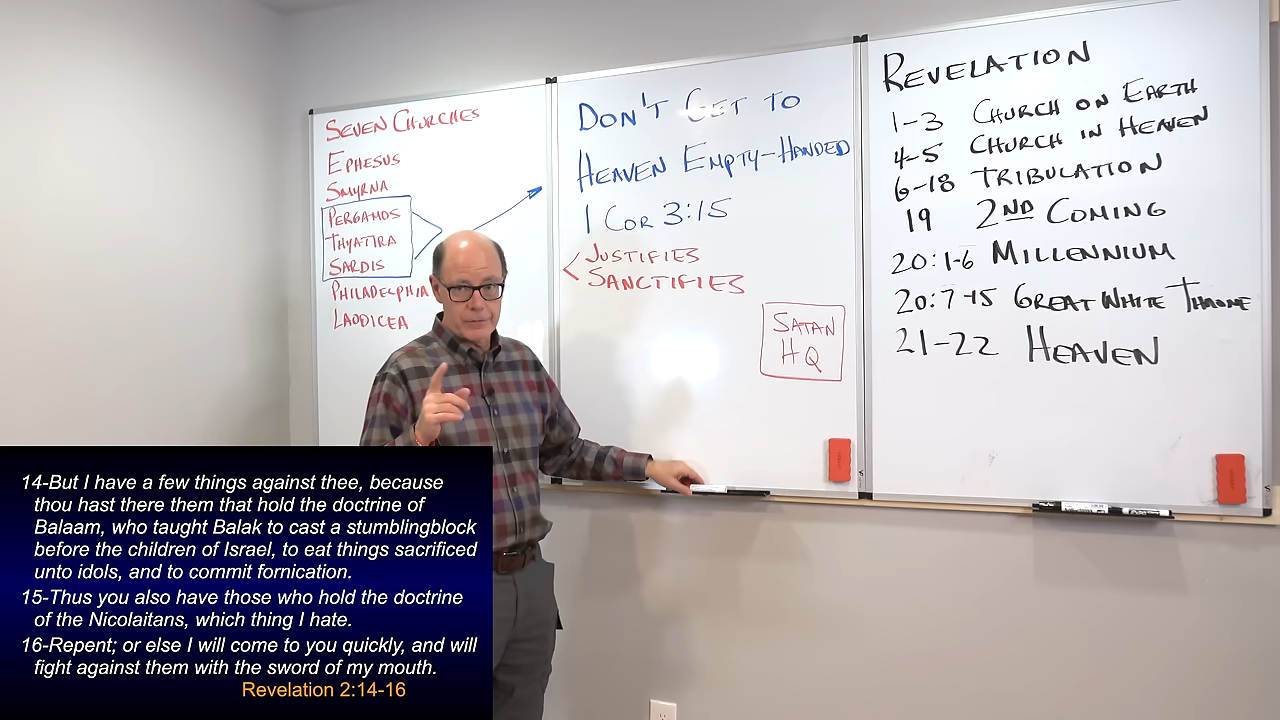 SEVEN CHURCHES
EPHESUS
SMYRNA
PERGAMOS
THYATIRA
SARDIS
PHILADELPHIA
LAODICEA
DON'T GET TO
HEAVEN EMPTY-HANDED
1 COR 3:15
JUSTIFIES
SANCTIFIES
SATAN
HQ
REVELATION
1-3 CHURCH ON EARTH
4-5 CHURCH IN HEAVEN
6-18 TRIBULATION
19 2ND COMING
20:1-6 MILLENNIUM
20:7-15 GREAT WHITE THRONE
21-22 HEAVEN
14-But I have a few things against thee, because
thou hast there them that hold the doctrine of
Balaam, who taught Balak to cast a stumblingblock
before the children of Israel, to eat things sacrificed
unto idols, and to commit fornication.
15-Thus you also have those who hold the doctrine
of the Nicolaitans, which thing I hate.
16-Repent; or else I will come to you quickly, and will
fight against them with the sword of my mouth.
Revelation 2:14-16